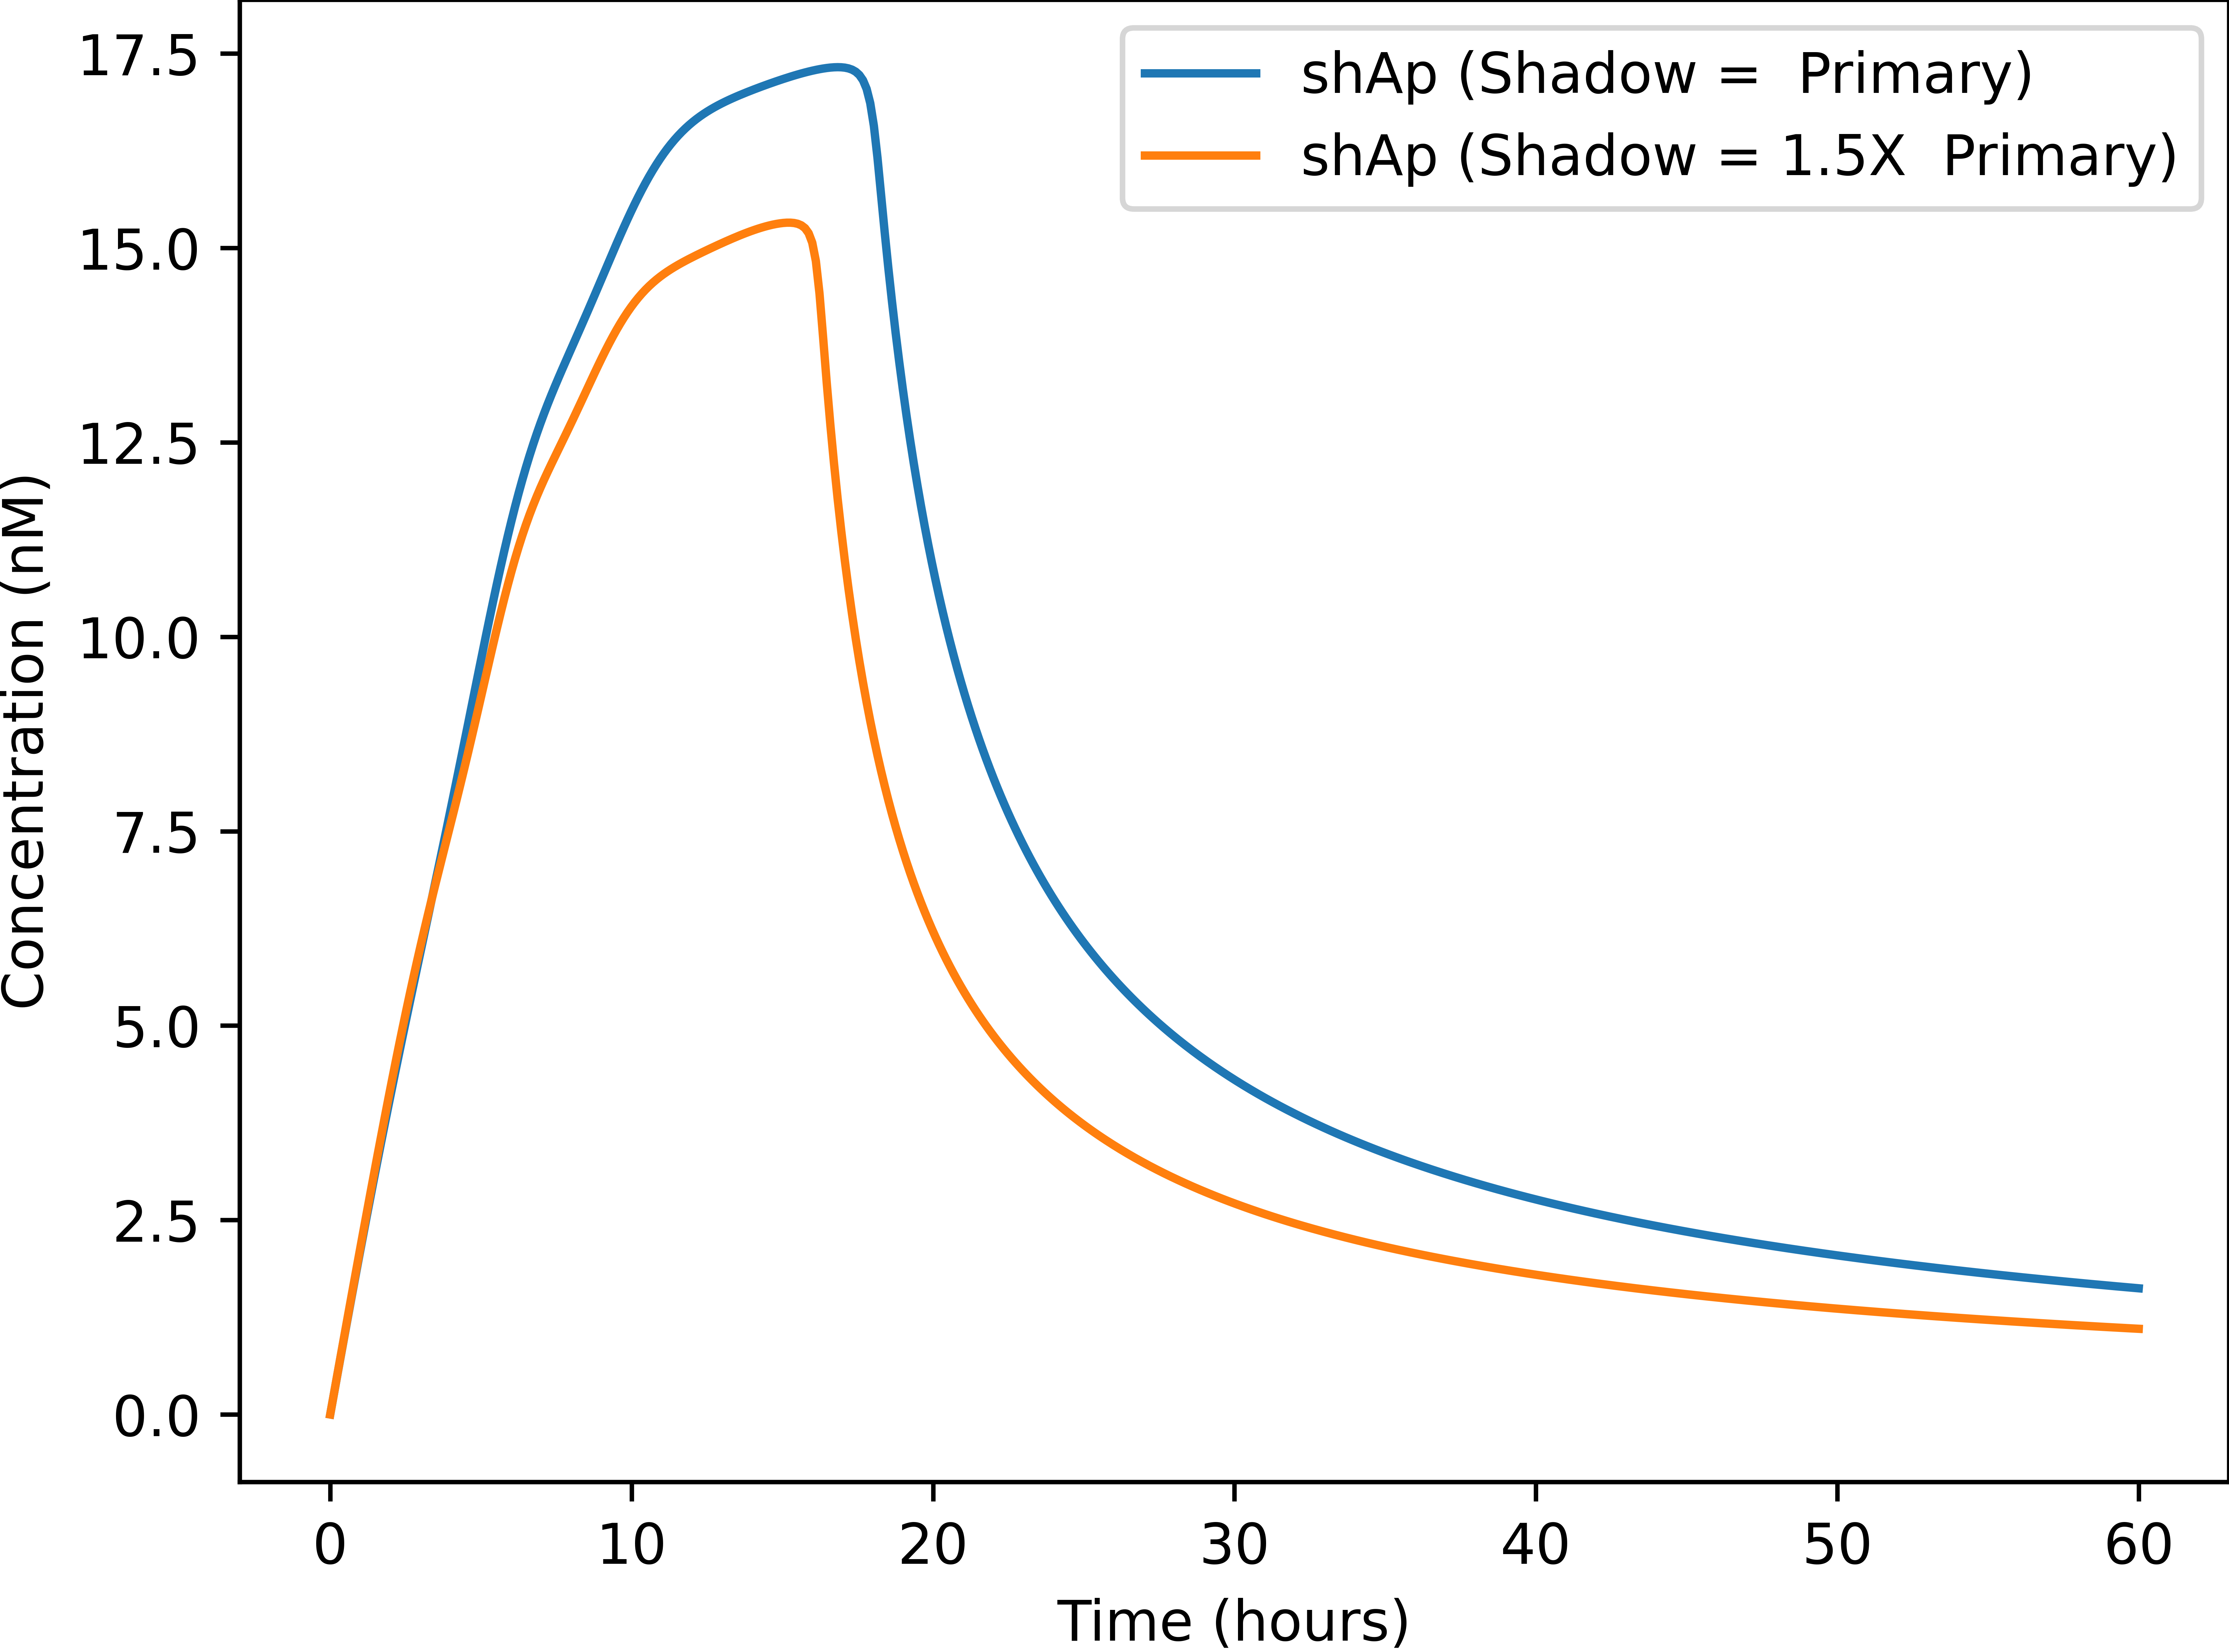 17.5
15.0
12.5
10.0
7.5
5.0
2.5
0.0
Concentration (nM)
shAp (Shadow =  Primary)
shAp (Shadow = 1.5X  Primary)
0 10 20 30 40 50 60
Time (hours)